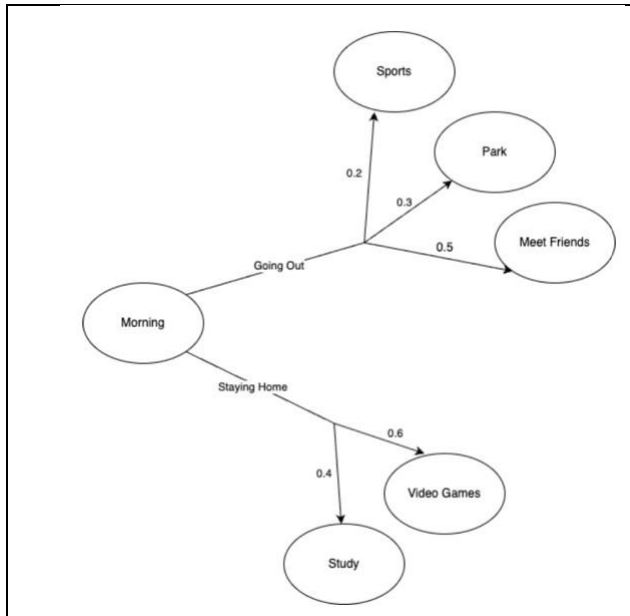 Sports
Park
0.2
0.3
Meet Friends
0.5
Going Out
Morning
Staying Home
0.6
0.4
Video Games
Study